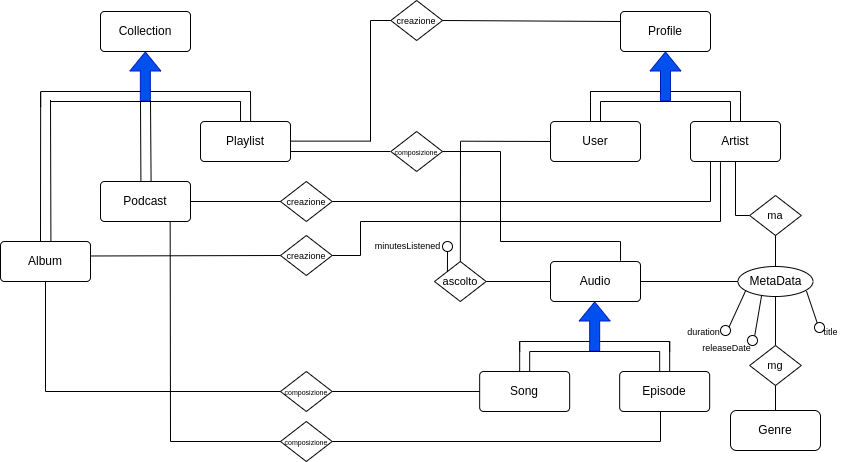 Collection
creazione
Profile
Playlist
composizione
User
Artist
Podcast
creazione
ma
Album
creazione
minutesListened
ascolto
Audio
MetaData
duration
releaseDate
title
mg
Song
Episode
composizione
Genre
composizione